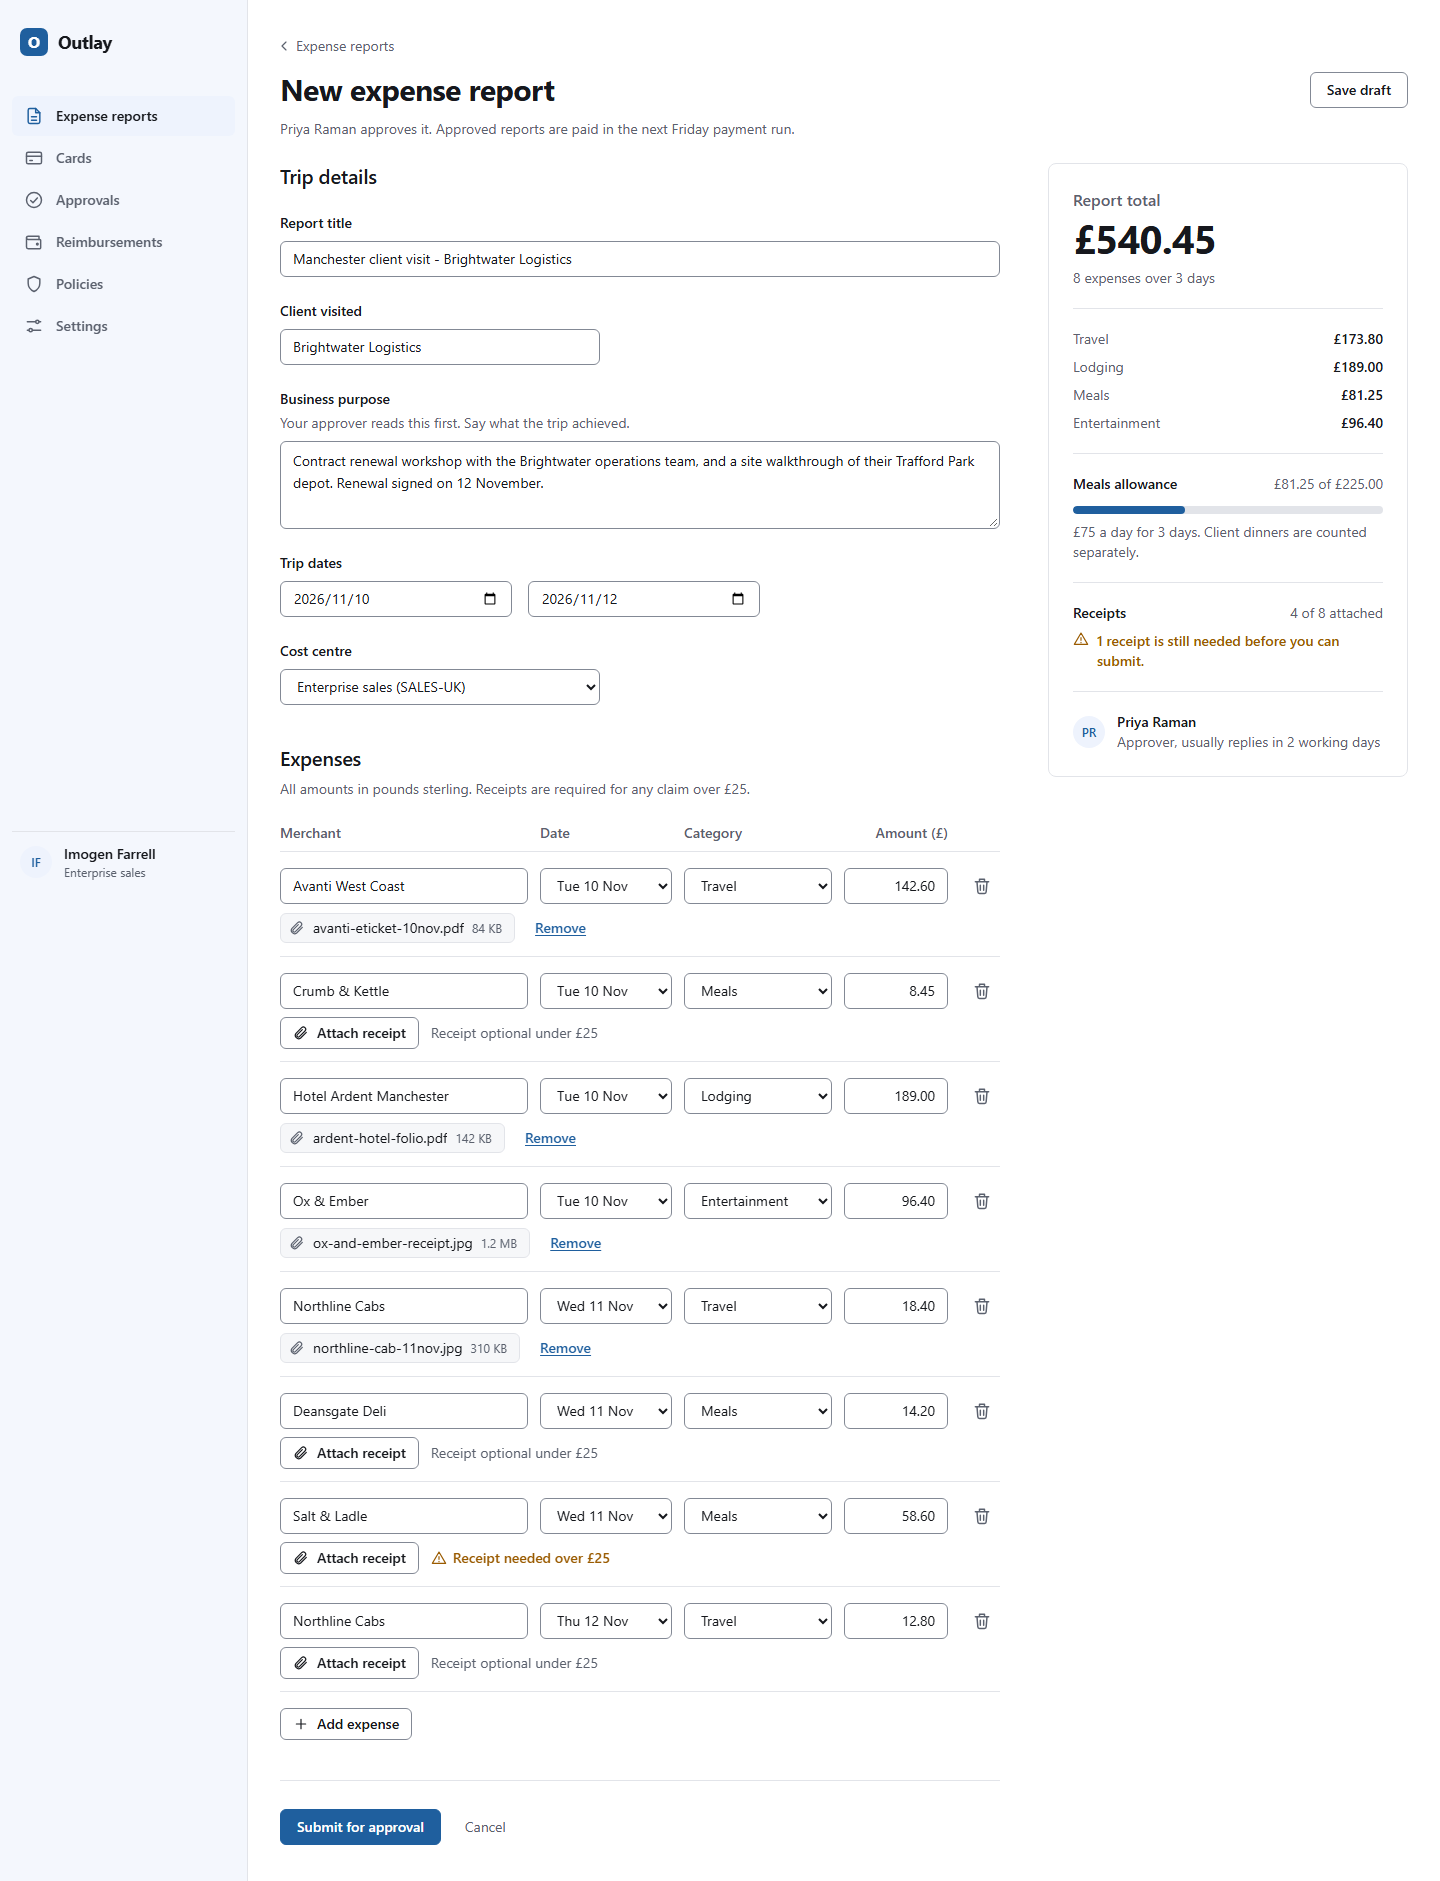 O Outlay
Expense reports
Cards
Approvals
Reimbursements
Policies
Settings
IF
Imogen Farrell
Enterprise sales
Expense reports
New expense report
Save draft
Priya Raman approves it. Approved reports are paid in the next Friday payment run.
Trip details
Report title
Manchester client visit - Brightwater Logistics
Client visited
Brightwater Logistics
Business purpose
Your approver reads this first. Say what the trip achieved.
Contract renewal workshop with the Brightwater operations team, and a site walkthrough of their Trafford Park
depot. Renewal signed on 12 November.
Trip dates
2026/11/10 2026/11/12
Cost centre
Enterprise sales (SALES-UK)
Expenses
All amounts in pounds sterling. Receipts are required for any claim over £25.
Merchant Date Category Amount (£)
Avanti West Coast Tue 10 Nov Travel 142.60
avanti-eticket-10nov.pdf 84 KB Remove
Crumb & Kettle Tue 10 Nov Meals 8.45
Attach receipt Receipt optional under £25
Hotel Ardent Manchester Tue 10 Nov Lodging 189.00
ardent-hotel-folio.pdf 142 KB Remove
Ox & Ember Tue 10 Nov Entertainment 96.40
ox-and-ember-receipt.jpg 1.2 MB Remove
Northline Cabs Wed 11 Nov Travel 18.40
northline-cab-11nov.jpg 310 KB Remove
Deansgate Deli Wed 11 Nov Meals 14.20
Attach receipt Receipt optional under £25
Salt & Ladle Wed 11 Nov Meals 58.60
Attach receipt Receipt needed over £25
Northline Cabs Thu 12 Nov Travel 12.80
Attach receipt Receipt optional under £25
Add expense
Submit for approval Cancel
Report total
£540.45
8 expenses over 3 days
Travel £173.80
Lodging £189.00
Meals £81.25
Entertainment £96.40
Meals allowance £81.25 of £225.00
£75 a day for 3 days. Client dinners are counted
separately.
Receipts 4 of 8 attached
1 receipt is still needed before you can
submit.
PR
Priya Raman
Approver, usually replies in 2 working days